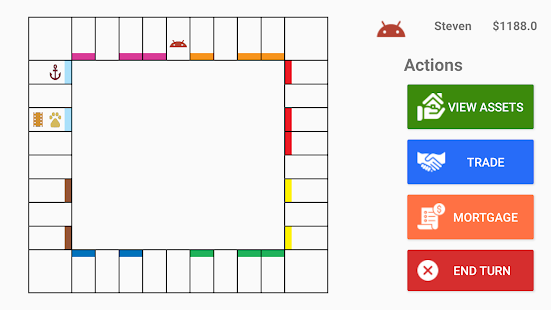 Steven $1188.0
Actions
VIEW ASSETS
TRADE
MORTGAGE
END TURN